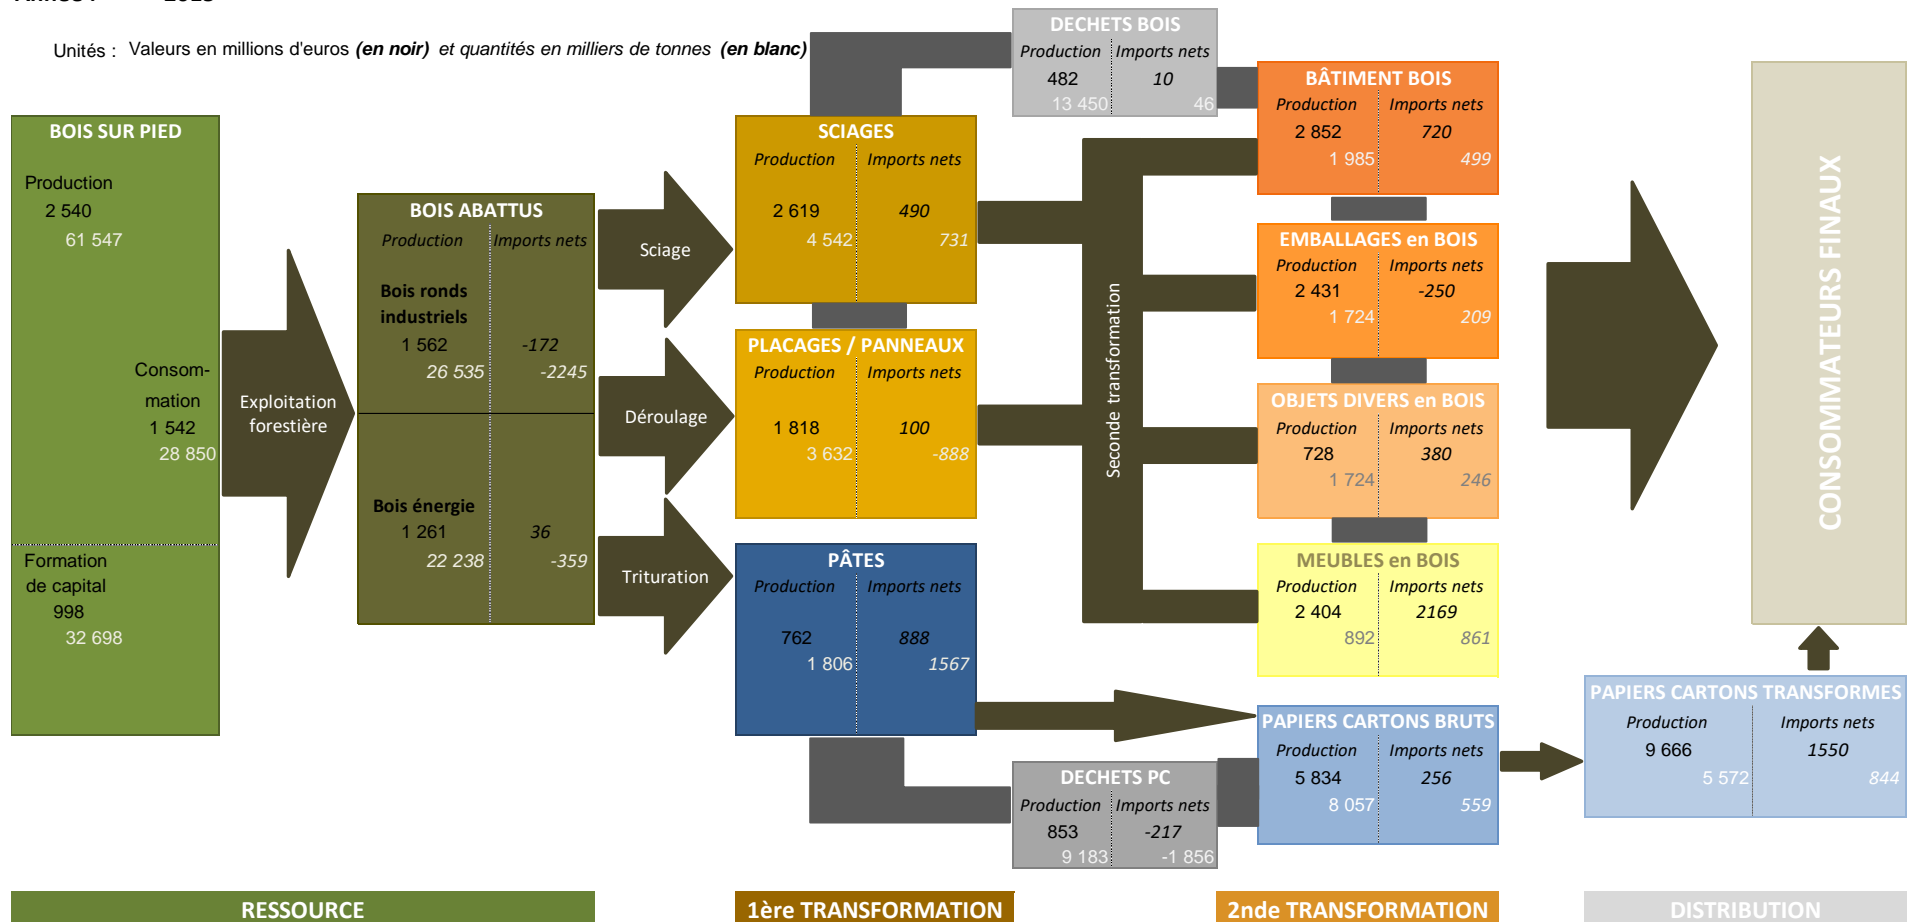 Unités : Valeurs en millions d'euros (en noir) et quantités en milliers de tonnes (en blanc)
BOIS SUR PIED
Production
2 540
61 547
Consom-
mation
1 542
28 850
Formation
de capital
998
32 698
Exploitation
forestière
BOIS ABATTUS
Production Imports nets
Bois ronds
industriels
1 562 -172
26 535 -2245
Bois énergie
1 261 36
22 238 -359
Sciage
Déroulage
Trituration
SCIAGES
Production Imports nets
2 619 490
4 542 731
PLACAGES / PANNEAUX
Production Imports nets
1 818 100
3 632 -888
PÂTES
Production Imports nets
762 888
1 806 1567
DECHETS BOIS
Production Imports nets
482 10
13 450 46
Seconde transformation
DECHETS PC
Production Imports nets
853 -217
9 183 -1 856
BÂTIMENT BOIS
Production Imports nets
2 852 720
1 985 499
EMBALLAGES en BOIS
Production Imports nets
2 431 -250
1 724 209
OBJETS DIVERS en BOIS
Production Imports nets
728 380
1 724 246
MEUBLES en BOIS
Production Imports nets
2 404 2169
892 861
PAPIERS CARTONS BRUTS
Production Imports nets
5 834 256
8 057 559
CONSOMMATEURS FINAUX
PAPIERS CARTONS TRANSFORMES
Production Imports nets
9 666 1550
5 572 844
RESSOURCE
1ère TRANSFORMATION
2nde TRANSFORMATION
DISTRIBUTION